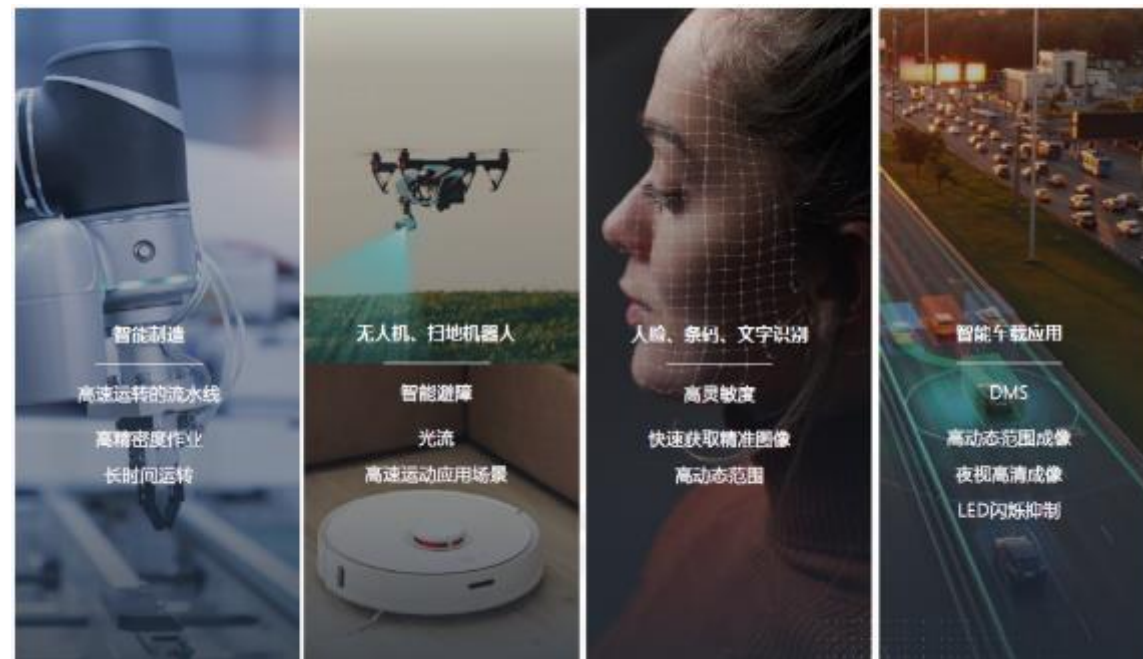 智能制造
高速运转的流水线
高精密度作业
长时间运转
无人机、扫地机器人
智能避障
光流
高速运动应用场景
人脸、条码、文字识别
高灵敏度
快速获取精准图像
高动态范围
智能车载应用
DMS
高动态范围成像
夜视高清成像
LED闪烁抑制